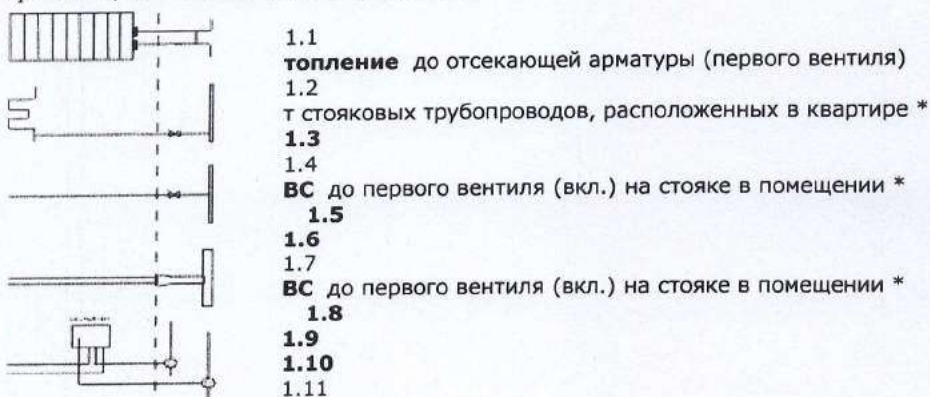 1.1
топление до отсекающей арматуры (первого вентиля)
1.2
т стояковых трубопроводов, расположенных в квартире *
1.3
1.4
ВС до первого вентиля (вкл.) на стояке в помещении *
1.5
1.6
1.7
ВС до первого вентиля (вкл.) на стояке в помещении *
1.8
1.9
1.10
1.11